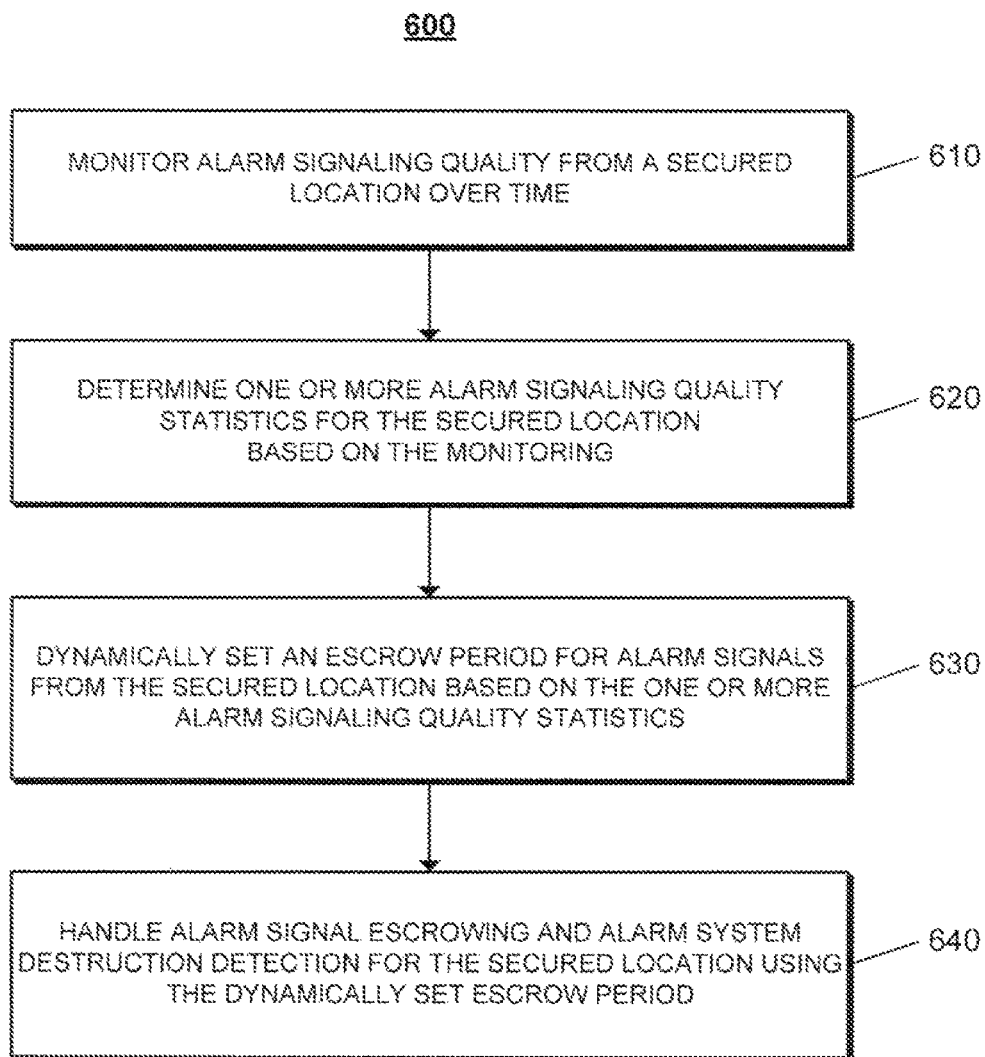 600
MONITOR ALARM SIGNALING QUALITY FROM A SECURED
LOCATION OVER TIME
610
DETERMINE ONE OR MORE ALARM SIGNALING QUALITY
STATISTICS FOR THE SECURED LOCATION
BASED ON THE MONITORING
620
DYNAMICALLY SET AN ESCROW PERIOD FOR ALARM SIGNALS
FROM THE SECURED LOCATION BASED ON THE ONE OR MORE
ALARM SIGNALING QUALITY STATISTICS
630
HANDLE ALARM SIGNAL ESCROWING AND ALARM SYSTEM
DESTRUCTION DETECTION FOR THE SECURED LOCATION USING
THE DYNAMICALLY SET ESCROW PERIOD
640